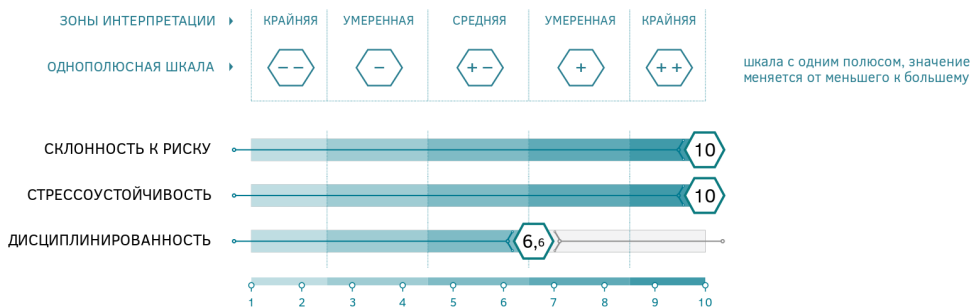 ЗОНЫ ИНТЕРПРЕТАЦИИ КРАЙНЯЯ УМЕРЕННАЯ СРЕДНЯЯ УМЕРЕННАЯ КРАЙНЯЯ
ОДНОПОЛЮСНАЯ ШКАЛА – – – + – + + +
шкала с одним полюсом, значение
меняется от меньшего к большему
СКЛОННОСТЬ К РИСКУ 10
СТРЕССОУСТОЙЧИВОСТЬ 10
ДИСЦИПЛИНИРОВАННОСТЬ 6,6
1 2 3 4 5 6 7 8 9 10